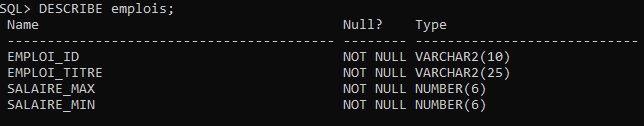 SQL> DESCRIBE emplois;
 Name                                      Null?    Type
 ----------------------------------------- -------- ----------------------------
 EMPLOI_ID                                 NOT NULL VARCHAR2(10)
 EMPLOI_TITRE                              NOT NULL VARCHAR2(25)
 SALAIRE_MAX                               NOT NULL NUMBER(6)
 SALAIRE_MIN                               NOT NULL NUMBER(6)